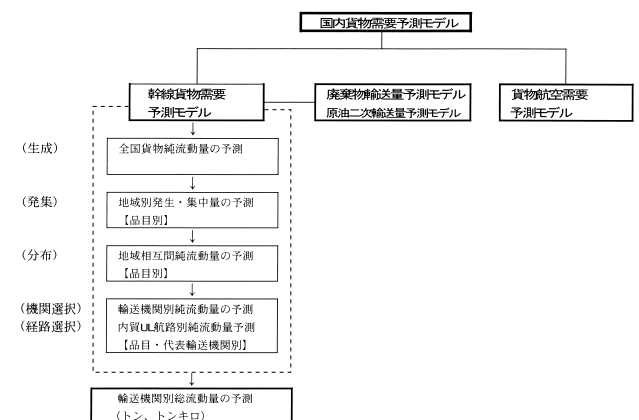 国内貨物需要予測モデル
幹線貨物需要
予測モデル
廃棄物輸送量予測モデル
原油二次輸送量予測モデル
貨物航空需要
予測モデル
（生成）
全国貨物純流動量の予測
（発集）
地域別発生・集中量の予測
【品目別】
（分布）
地域相互間純流動量の予測
【品目別】
（機関選択）
（経路選択）
輸送機関別純流動量の予測
内貿UL航路別純流動量予測
【品目・代表輸送機関別】
輸送機関別総流動量の予測
（トン、トンキロ）